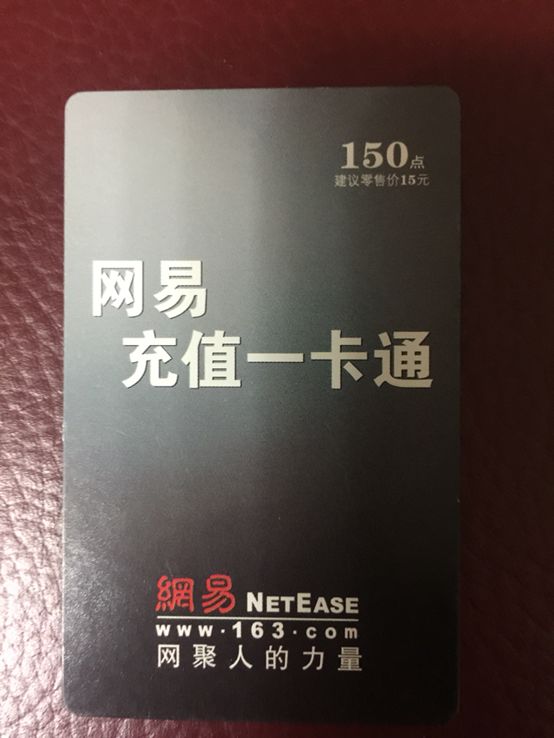 150点
建议零售价15元
网易
充值一卡通
網易 NETEASE
www.163.com
网聚人的力量